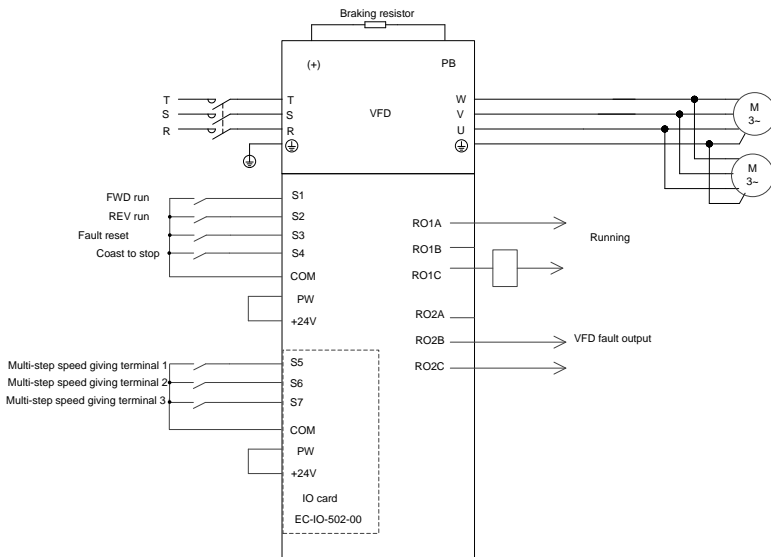 Braking resistor
(+)
PB
T
S
R
T
S
R
VFD
W
V
U
M
3~
M
3~
FWD run
REV run
Fault reset
Coast to stop
S1
S2
S3
S4
COM
PW
+24V
RO1A
RO1B
RO1C
RO2A
RO2B
RO2C
Running
VFD fault output
Multi-step speed giving terminal 1
Multi-step speed giving terminal 2
Multi-step speed giving terminal 3
S5
S6
S7
COM
PW
+24V
IO card
EC-IO-502-00